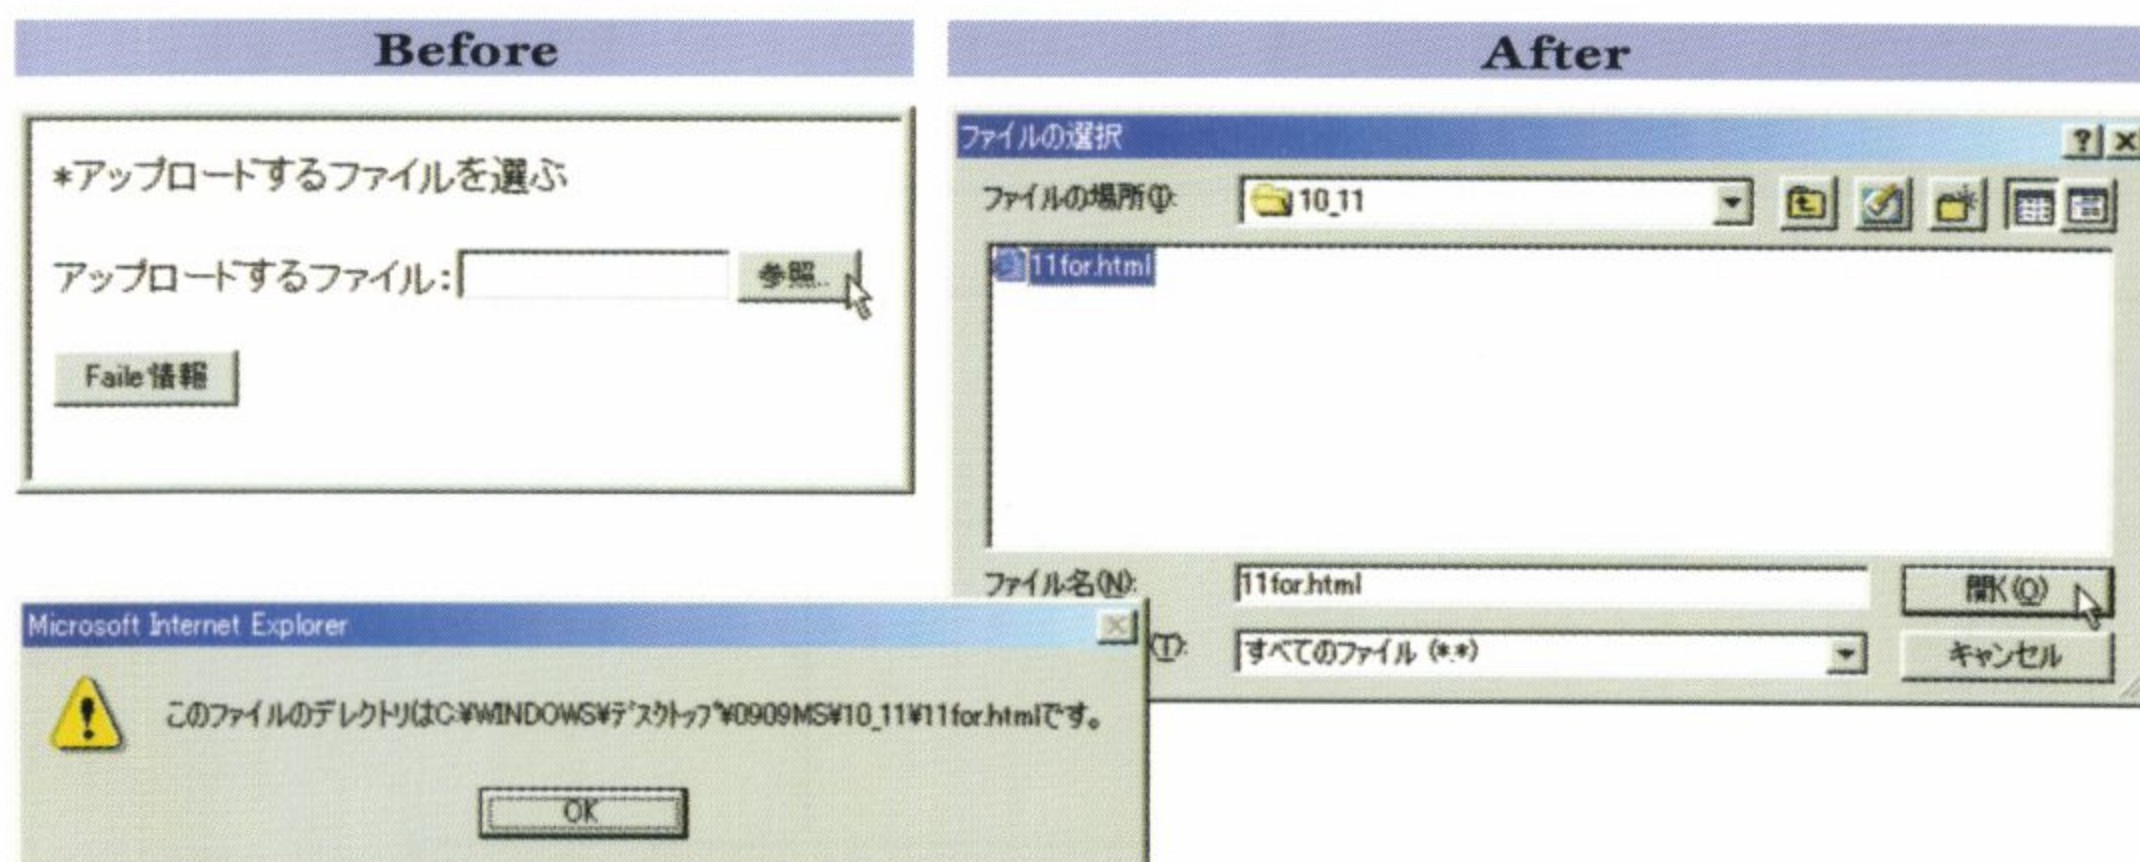 Before
*アップロードするファイルを選ぶ
アップロードするファイル:
参照...
Faile情報
After
ファイルの選択
ファイルの場所(I):
10_11
11for.html
ファイル名(N):
11for.html
開く(O)
(T):
すべてのファイル (*.*)
キャンセル
Microsoft Internet Explorer
このファイルのデレクトリはC:¥WINDOWS¥デスクトップ¥0909MS¥10_11¥11for.htmlです。
OK